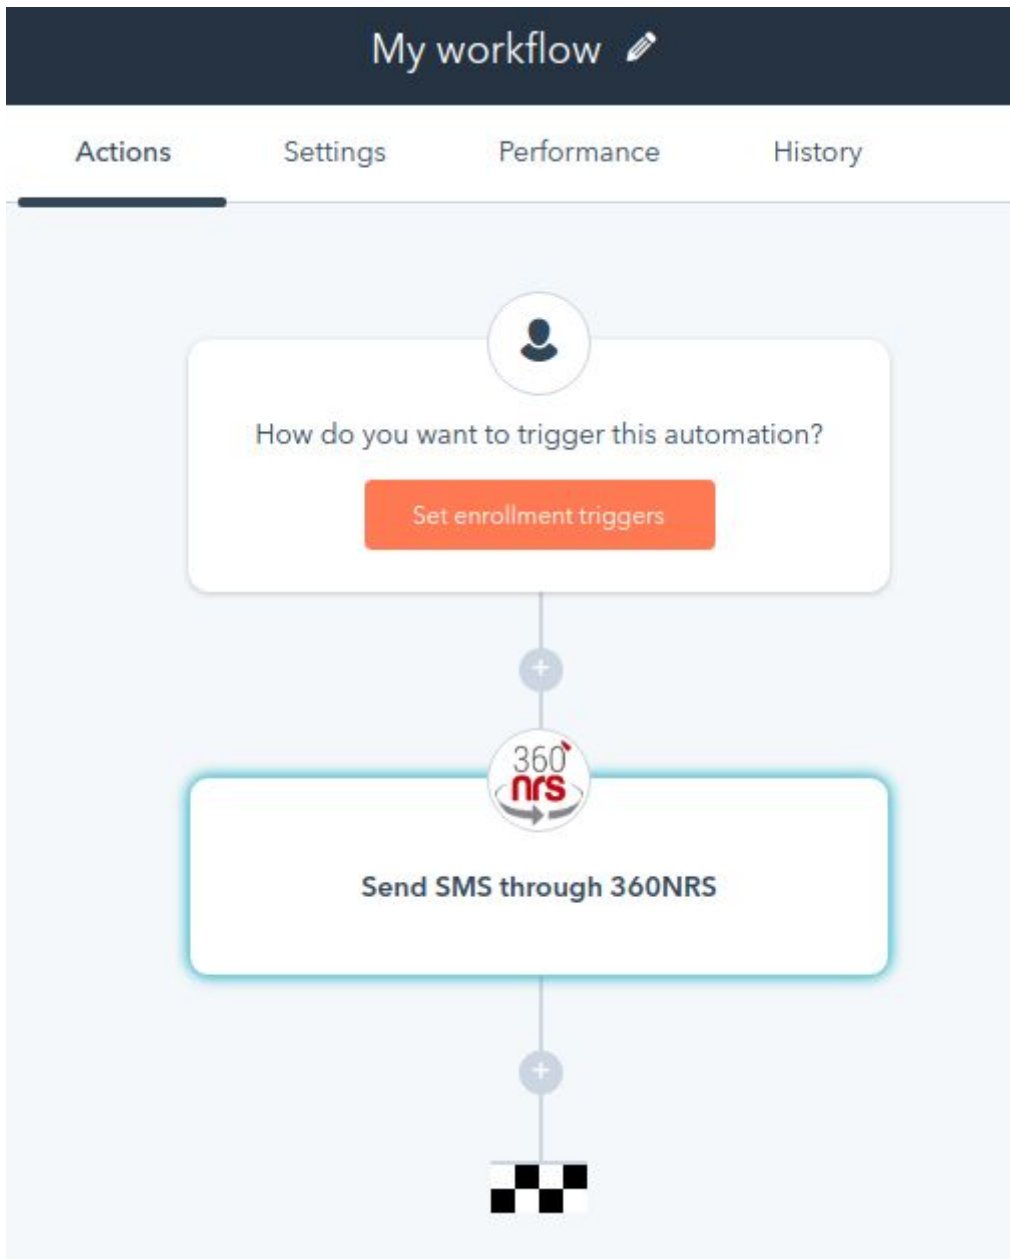 My workflow
Actions Settings Performance History
How do you want to trigger this automation?
Set enrollment triggers
+
360
nrs
Send SMS through 360NRS
+